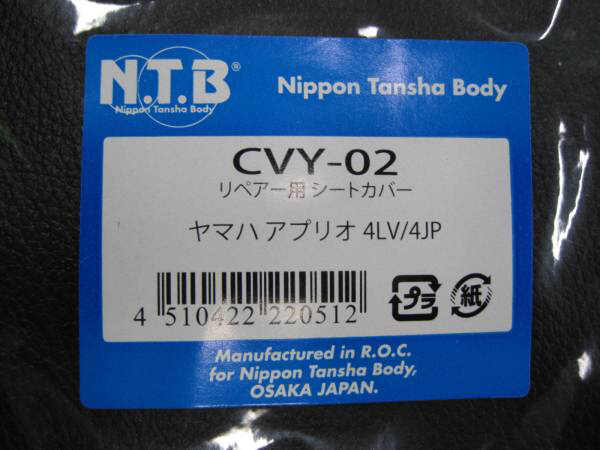 N.T.B®
Nippon Tansha Body
Nippon Tansha Body
CVY-02
リペアー用 シートカバー
ヤマハ アプリオ 4LV/4JP
4 510422 220512
プラ
紙
Manufactured in R.O.C.
for Nippon Tansha Body,
OSAKA JAPAN.